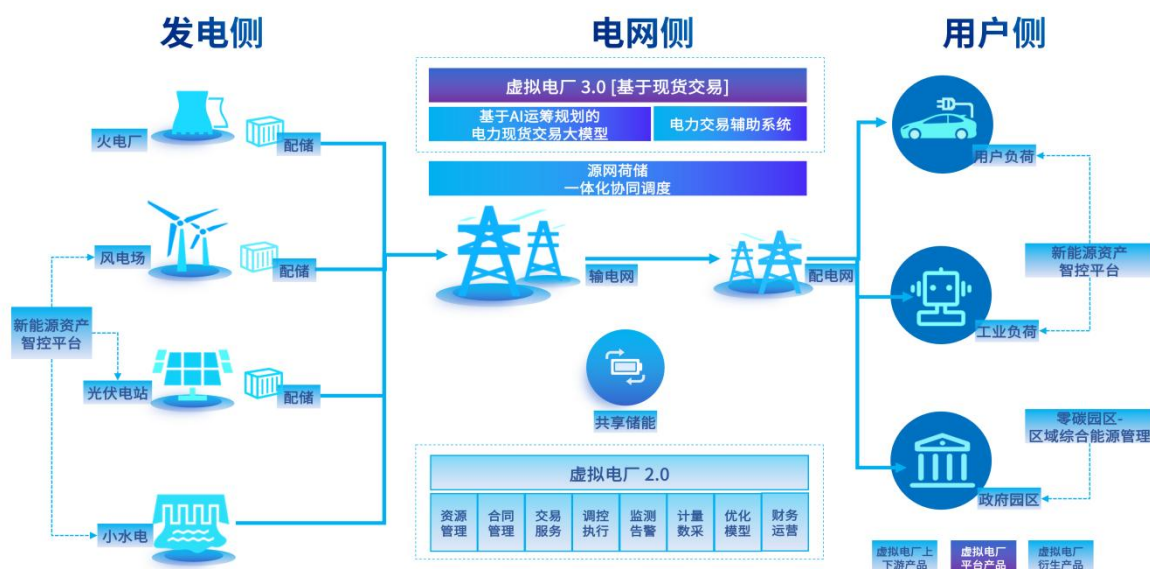 发电侧
电网侧
用户侧
火电厂
配储
风电场
配储
新能源资产
智控平台
光伏电站
配储
小水电
虚拟电厂 3.0 [基于现货交易]
基于AI运筹规划的
电力现货交易大模型
电力交易辅助系统
源网荷储
一体化协同调度
输电网
配电网
共享储能
虚拟电厂 2.0
资源
管理
合同
管理
交易
服务
调控
执行
监测
告警
计量
数采
优化
模型
财务
运营
用户负荷
新能源资产
智控平台
工业负荷
零碳园区-
区域综合能源管理
政府园区
虚拟电厂上
下游产品
虚拟电厂
平台产品
虚拟电厂
衍生产品